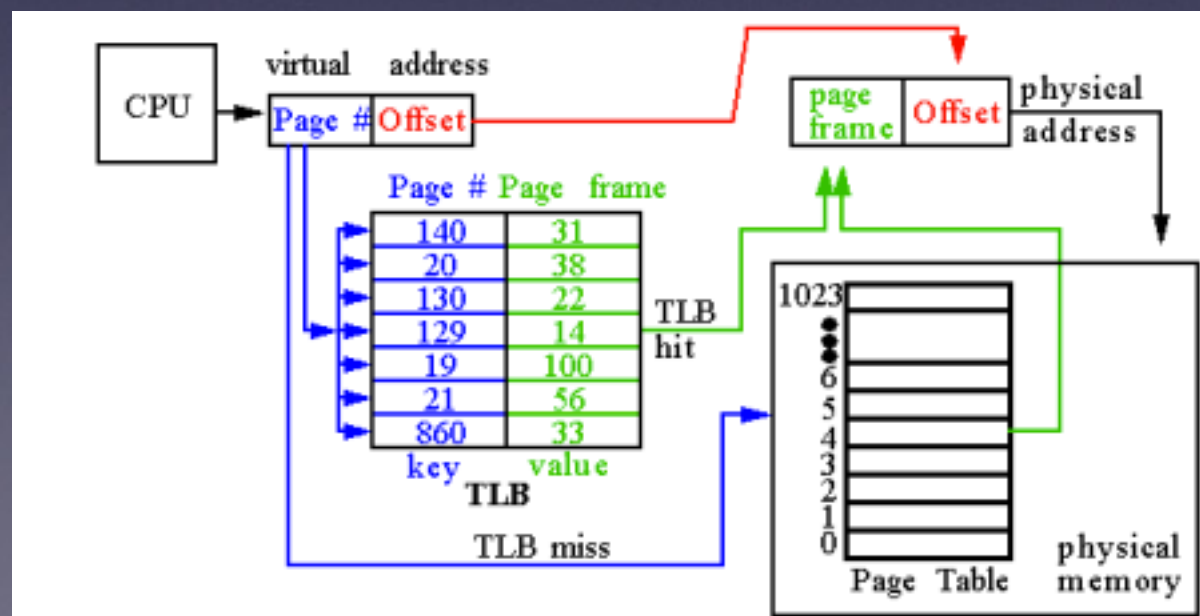 CPU
virtual address
Page # Offset
page frame Offset
physical address
Page # Page frame
140 31
20 38
130 22
129 14
19 100
21 56
860 33
key value
TLB
TLB hit
TLB miss
1023
6
5
4
3
2
1
0
Page Table
physical memory